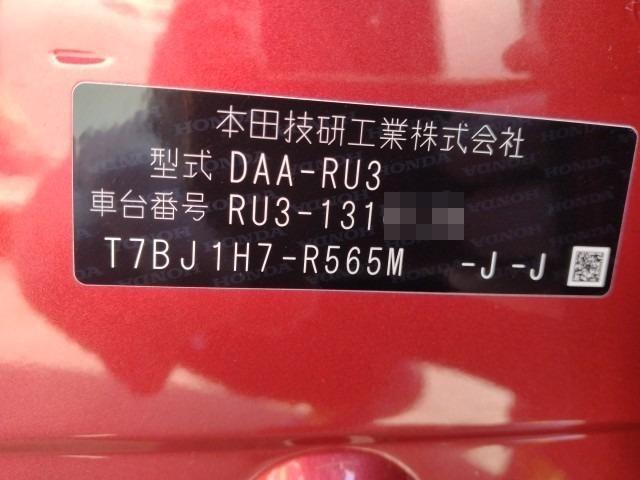 本田技研工業株式会社
型式 DAA-RU3
車台番号 RU3-131
T7BJ1H7-R565M -J -J